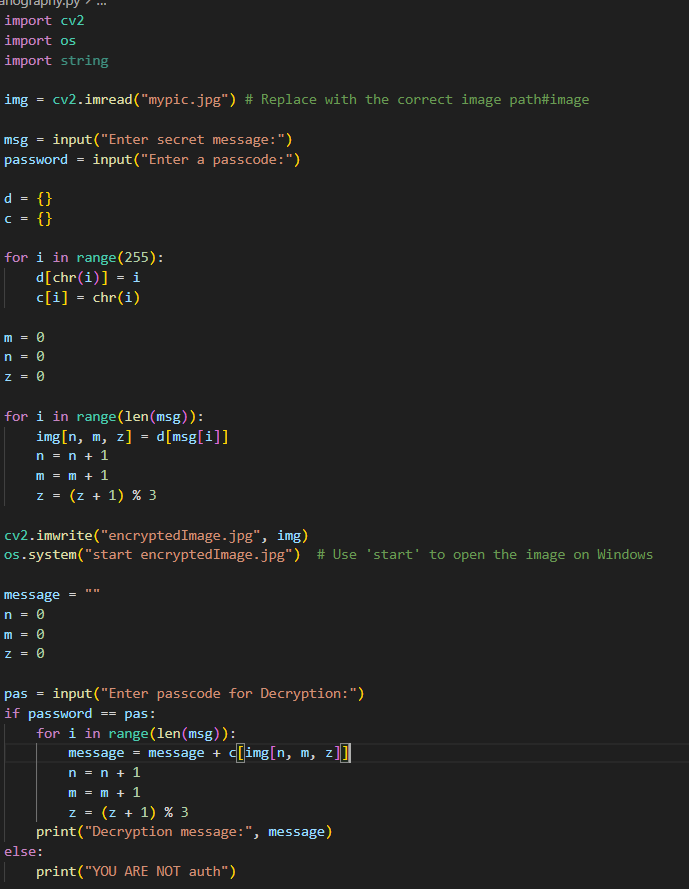 anography.py > ...
import cv2
import os
import string
img = cv2.imread("mypic.jpg") # Replace with the correct image path#image
msg = input("Enter secret message:")
password = input("Enter a passcode:")
d = {}
c = {}
for i in range(255):
    d[chr(i)] = i
    c[i] = chr(i)
m = 0
n = 0
z = 0
for i in range(len(msg)):
    img[n, m, z] = d[msg[i]]
    n = n + 1
    m = m + 1
    z = (z + 1) % 3
cv2.imwrite("encryptedImage.jpg", img)
os.system("start encryptedImage.jpg")  # Use 'start' to open the image on Windows
message = ""
n = 0
m = 0
z = 0
pas = input("Enter passcode for Decryption:")
if password == pas:
    for i in range(len(msg)):
        message = message + c[img[n, m, z]]
        n = n + 1
        m = m + 1
        z = (z + 1) % 3
    print("Decryption message:", message)
else:
    print("YOU ARE NOT auth")